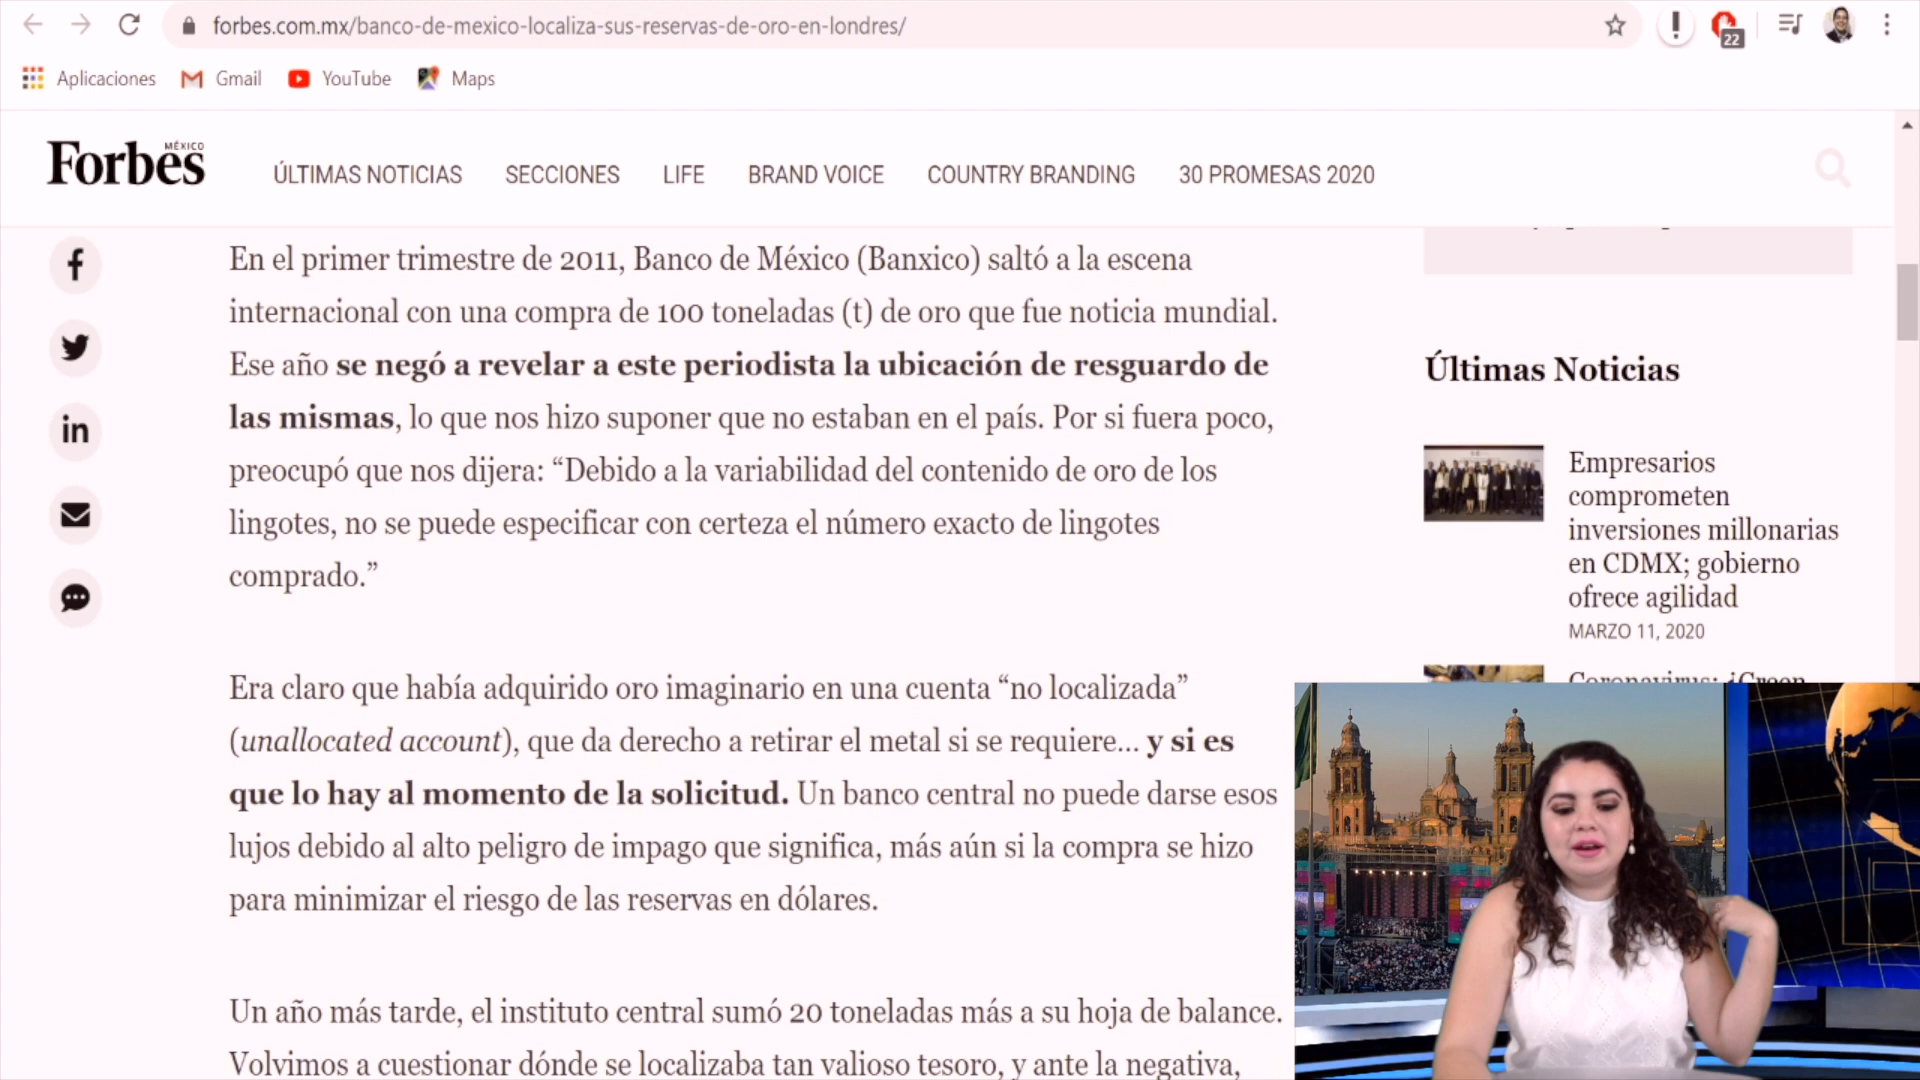 forbes.com.mx/banco-de-mexico-localiza-sus-reservas-de-oro-en-londres/
22
Aplicaciones
Gmail
YouTube
Maps
Forbes
MÉXICO
ÚLTIMAS NOTICIAS
SECCIONES
LIFE
BRAND VOICE
COUNTRY BRANDING
30 PROMESAS 2020
En el primer trimestre de 2011, Banco de México (Banxico) saltó a la escena
internacional con una compra de 100 toneladas (t) de oro que fue noticia mundial.
Ese año se negó a revelar a este periodista la ubicación de resguardo de
las mismas, lo que nos hizo suponer que no estaban en el país. Por si fuera poco,
preocupó que nos dijera: “Debido a la variabilidad del contenido de oro de los
lingotes, no se puede especificar con certeza el número exacto de lingotes
comprado.”
Era claro que había adquirido oro imaginario en una cuenta “no localizada”
(unallocated account), que da derecho a retirar el metal si se requiere… y si es
que lo hay al momento de la solicitud. Un banco central no puede darse esos
lujos debido al alto peligro de impago que significa, más aún si la compra se hizo
para minimizar el riesgo de las reservas en dólares.
Un año más tarde, el instituto central sumó 20 toneladas más a su hoja de balance.
Volvimos a cuestionar dónde se localizaba tan valioso tesoro, y ante la negativa,
Últimas Noticias
Empresarios
comprometen
inversiones millonarias
en CDMX; gobierno
ofrece agilidad
MARZO 11, 2020
Coronavirus: ¿Green